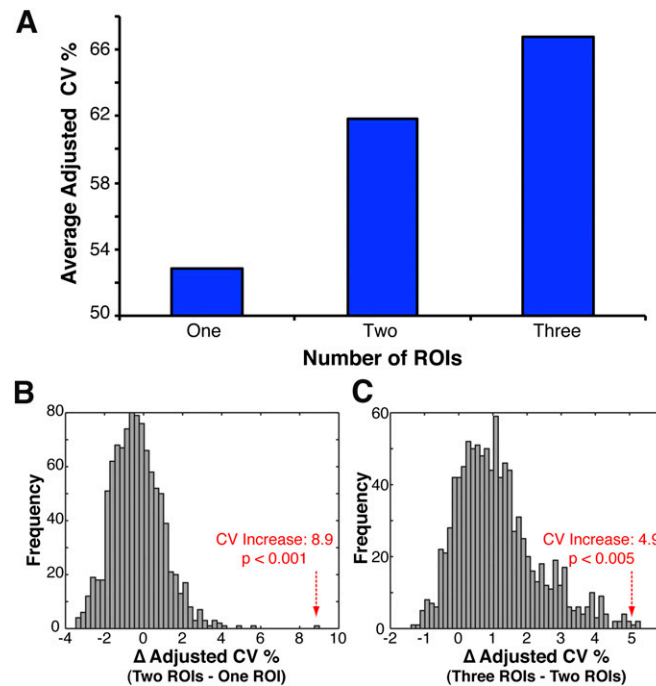 A
Average Adjusted CV %
66
62
58
54
50
One Two Three
Number of ROIs
B
Frequency
80
60
40
20
0
CV Increase: 8.9
p < 0.001
-4 -2 0 2 4 6 8 10
Δ Adjusted CV %
(Two ROIs - One ROI)
C
Frequency
60
40
20
0
CV Increase: 4.9
p < 0.005
-2 -1 0 1 2 3 4 5
Δ Adjusted CV %
(Three ROIs - Two ROIs)